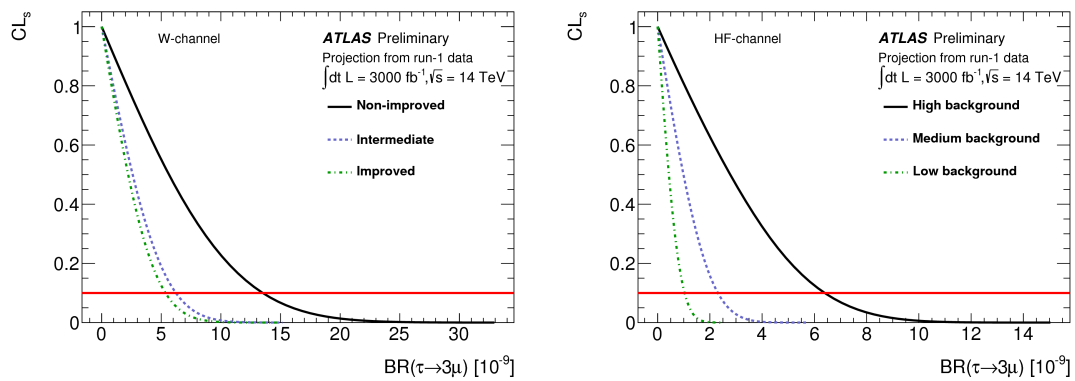 CLs
1
0.8
0.6
0.4
0.2
0
W-channel
ATLAS Preliminary
Projection from run-1 data
∫dt L = 3000 fb⁻¹,√s = 14 TeV
Non-improved
Intermediate
Improved
0 5 10 15 20 25 30
BR(τ→3μ) [10⁻⁹]
CLs
1
0.8
0.6
0.4
0.2
0
HF-channel
ATLAS Preliminary
Projection from run-1 data
∫dt L = 3000 fb⁻¹,√s = 14 TeV
High background
Medium background
Low background
0 2 4 6 8 10 12 14
BR(τ→3μ) [10⁻⁹]